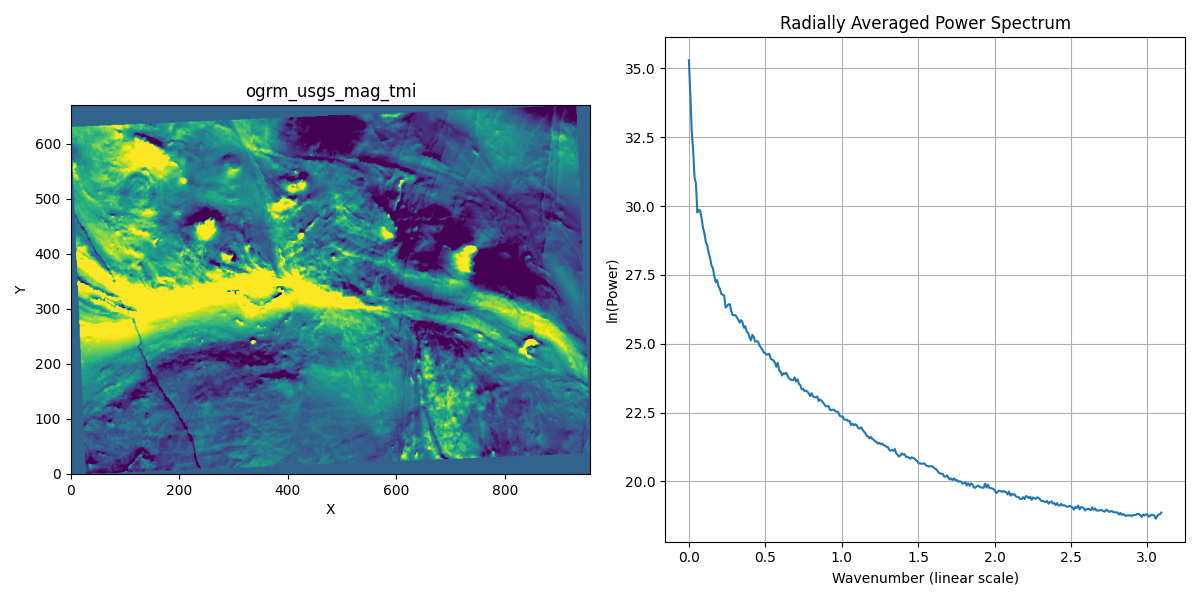 ogrm_usgs_mag_tmi
600
500
400
300
200
100
0
Y
0 200 400 600 800
X
Radially Averaged Power Spectrum
35.0
32.5
30.0
27.5
25.0
22.5
20.0
ln(Power)
0.0 0.5 1.0 1.5 2.0 2.5 3.0
Wavenumber (linear scale)